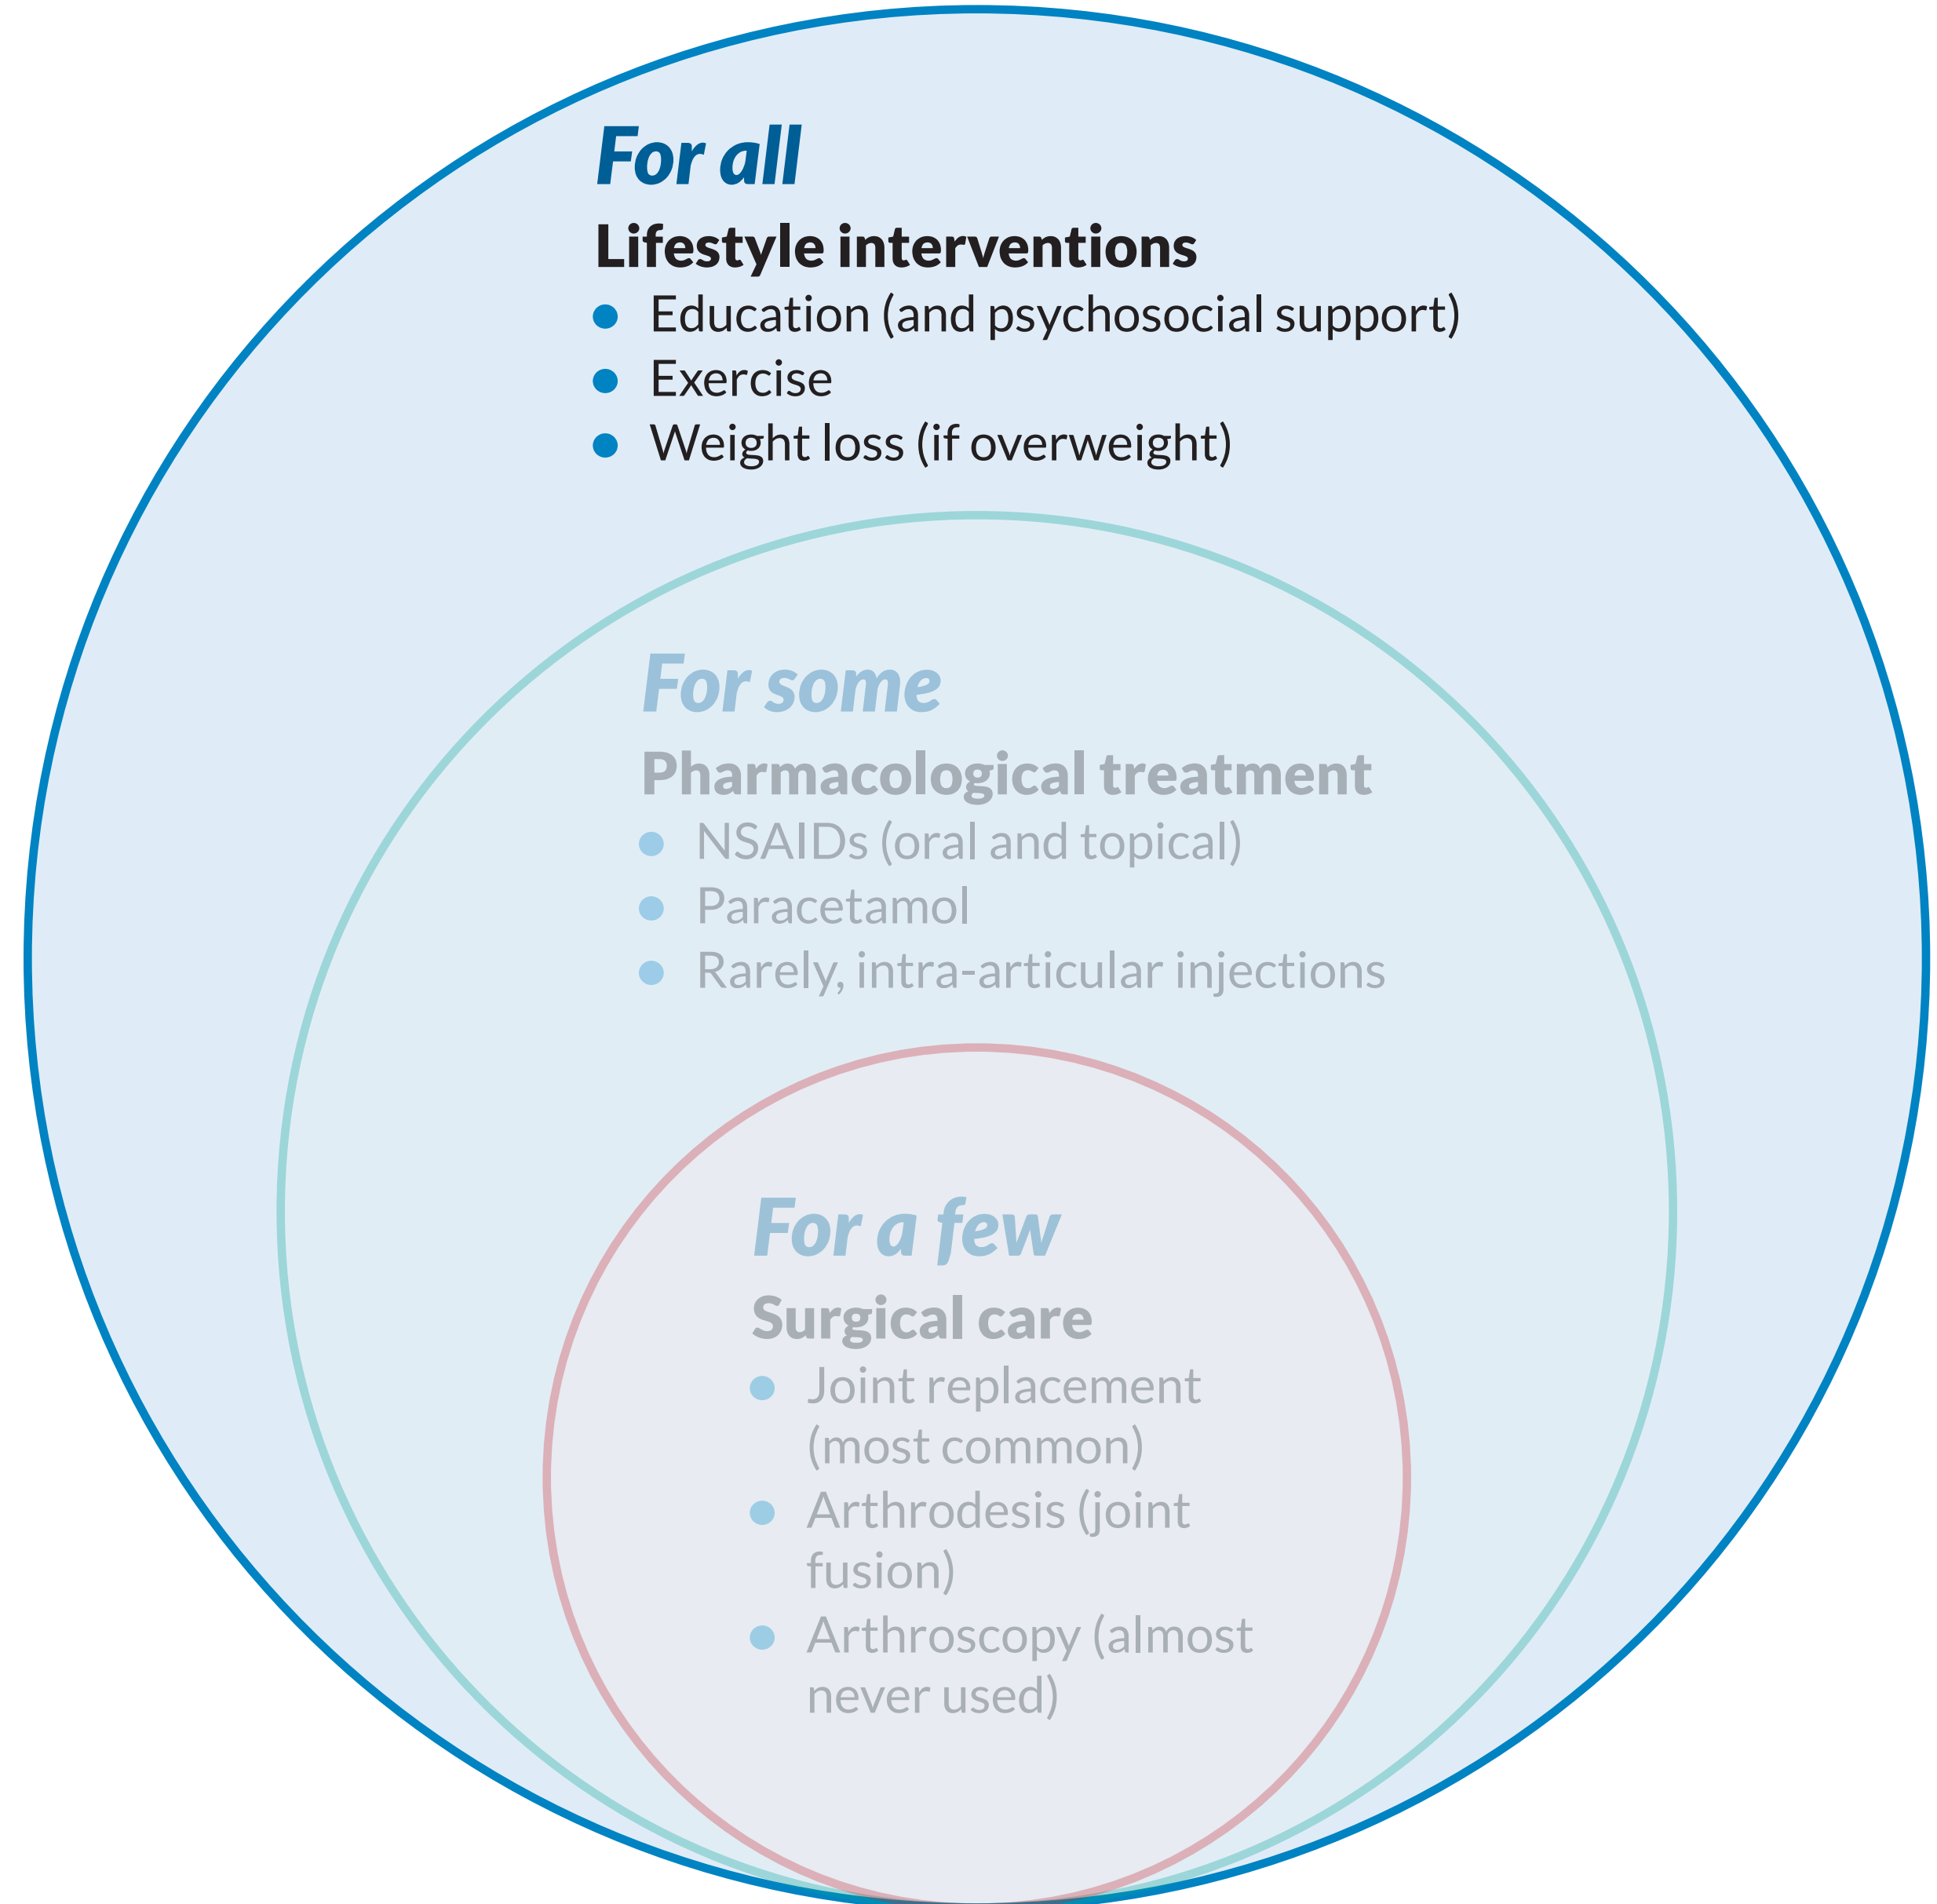 For all
Lifestyle interventions
Education (and psychosocial support)
Exercise
Weight loss (if overweight)
For some
Pharmacological treatment
NSAIDs (oral and topical)
Paracetamol
Rarely, intra-articular injections
For a few
Surgical care
Joint replacement
(most common)
Arthrodesis (joint
fusion)
Arthroscopy (almost
never used)